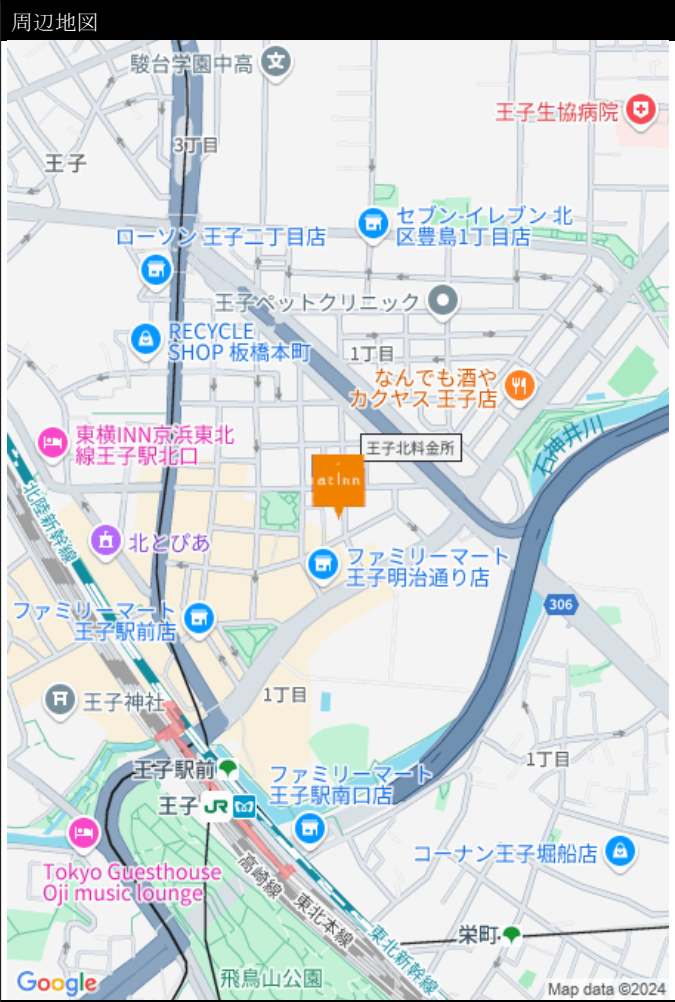 周辺地図
駿台学園中高
王子生協病院
3丁目
王子
セブン-イレブン 北
区豊島1丁目店
ローソン 王子二丁目店
王子ペットクリニック
RECYCLE
SHOP 板橋本町
1丁目
なんでも酒や
カクヤス 王子店
東横INN京浜東北
線王子駅北口
王子北料金所
石神井川
at Inn
北陸新幹線
北とぴあ
ファミリーマート
王子明治通り店
306
ファミリーマート
王子駅前店
1丁目
王子神社
1丁目
王子駅前
ファミリーマート
王子駅南口店
王子
JR
コーナン王子堀船店
Tokyo Guesthouse
Oji music lounge
高崎線
東北本線
東北新幹線
栄町
飛鳥山公園
Google
Map data ©2024